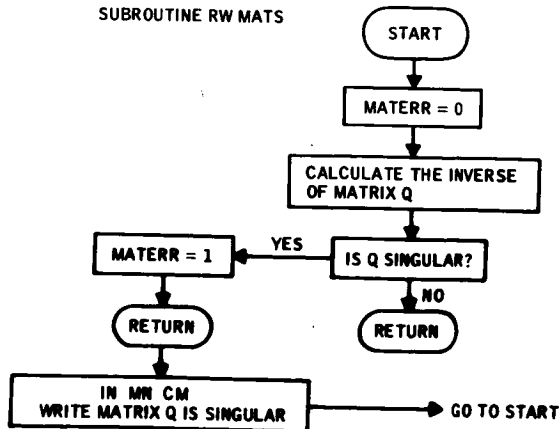 SUBROUTINE RW MATS
START
MATERR = 0
CALCULATE THE INVERSE
OF MATRIX Q
IS Q SINGULAR?
YES
MATERR = 1
NO
RETURN
RETURN
IN MN CM
WRITE MATRIX Q IS SINGULAR
GO TO START